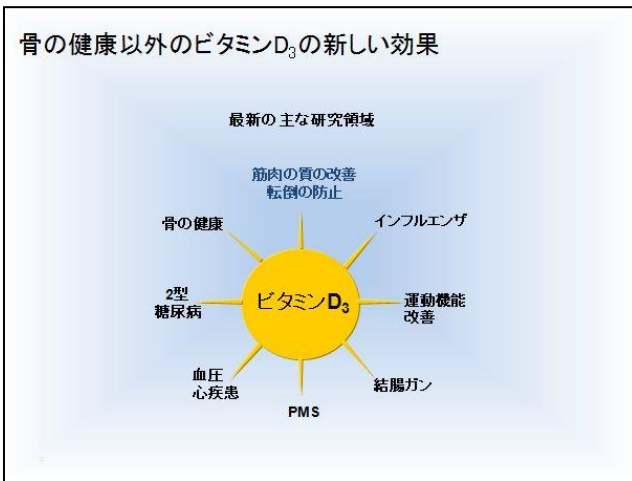 骨の健康以外のビタミンD₃の新しい効果
最新の主な研究領域
筋肉の質の改善
転倒の防止
骨の健康
インフルエンザ
2型
糖尿病
ビタミンD₃
運動機能
改善
血圧
心疾患
結腸ガン
PMS